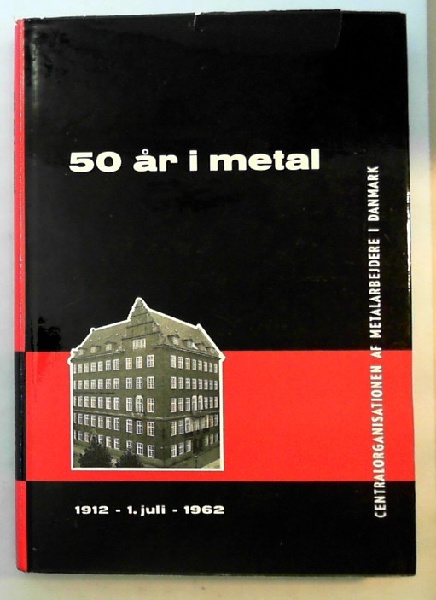 50 år i metal
CENTRALORGANISATIONEN AF METALARBEJDERE I DANMARK
1912 - 1. juli - 1962